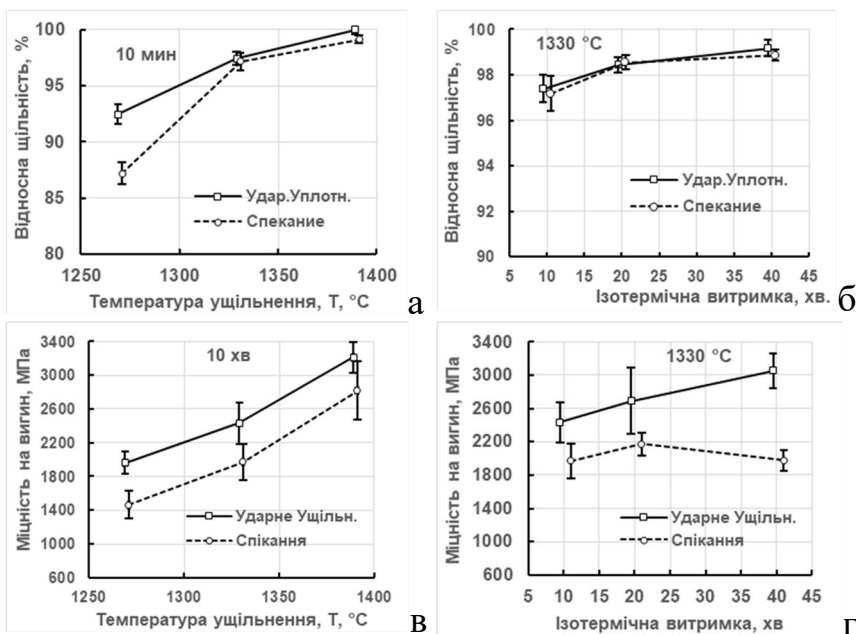 Відносна щільність, %
100
95
90
85
80
10 мин
Удар.Уплотн.
Спекание
1250 1300 1350 1400
Температура ущільнення, Т, °С
а
Відносна щільність, %
100
98
96
94
92
90
1330 °С
Удар.Уплотн.
Спекание
5 10 15 20 25 30 35 40 45
Ізотермічна витримка, хв.
б
Міцність на вигин, МПа
3400
3000
2600
2200
1800
1400
1000
600
10 хв
Ударне Ущільн.
Спікання
1250 1300 1350 1400
Температура ущільнення, Т, °С
в
Міцність на вигин, МПа
3400
3000
2600
2200
1800
1400
1000
600
1330 °С
Ударне Ущільн.
Спікання
5 10 15 20 25 30 35 40 45
Ізотермічна витримка, хв
г